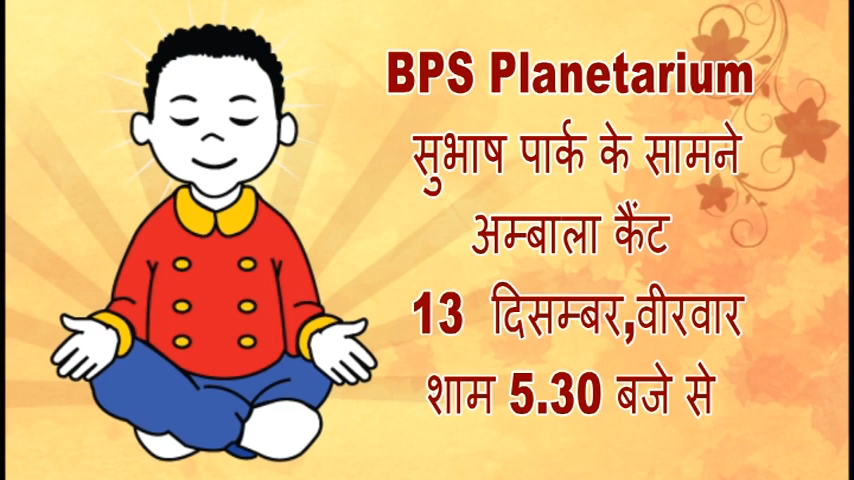 BPS Planetarium
सुभाष पार्क के सामने
अम्बाला कैंट
13 दिसम्बर,वीरवार
शाम 5.30 बजे से